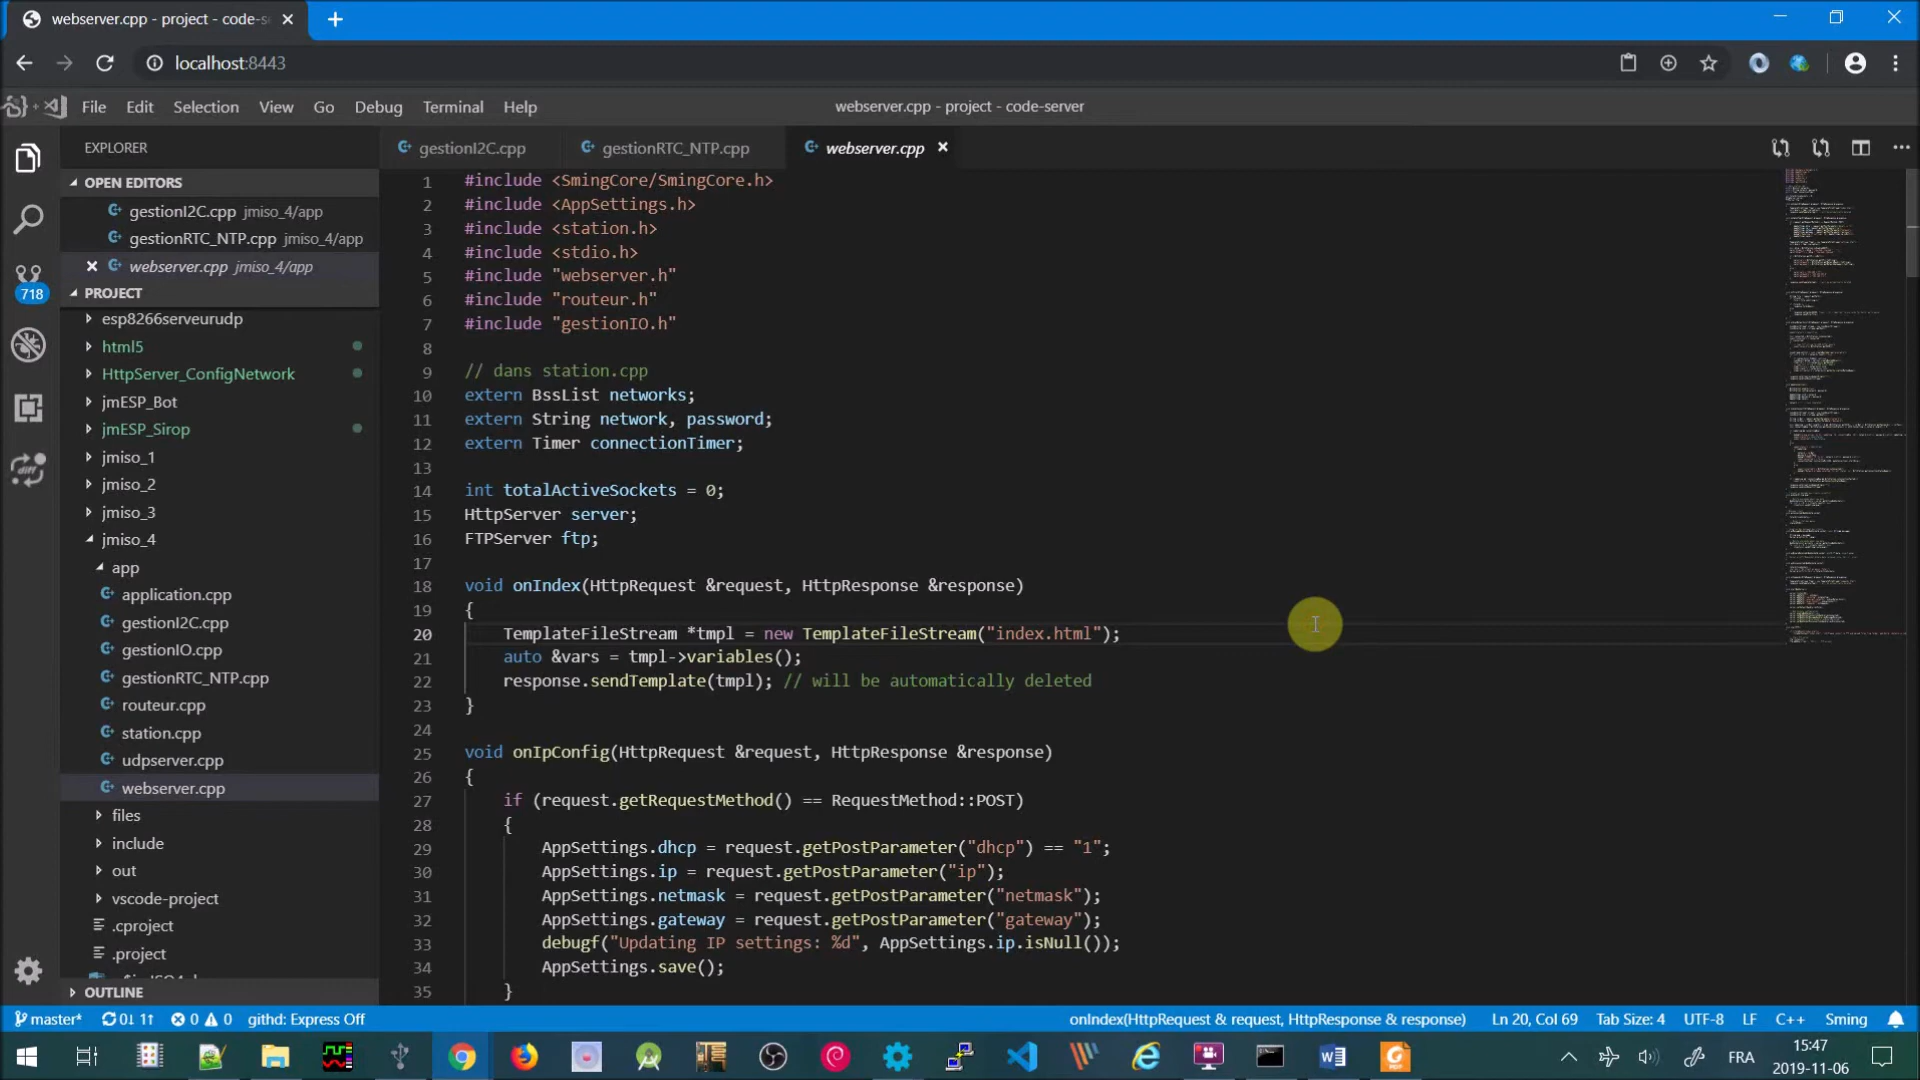 webserver.cpp - project - code-s
localhost:8443
File Edit Selection View Go Debug Terminal Help
webserver.cpp - project - code-server
EXPLORER
OPEN EDITORS
gestionI2C.cpp jmiso_4/app
gestionRTC_NTP.cpp jmiso_4/app
webserver.cpp jmiso_4/app
718
PROJECT
esp8266serveurudp
html5
HttpServer_ConfigNetwork
jmESP_Bot
jmESP_Sirop
jmiso_1
jmiso_2
jmiso_3
jmiso_4
app
application.cpp
gestionI2C.cpp
gestionIO.cpp
gestionRTC_NTP.cpp
routeur.cpp
station.cpp
udpserver.cpp
webserver.cpp
files
include
out
vscode-project
.cproject
.project
OUTLINE
gestionI2C.cpp gestionRTC_NTP.cpp webserver.cpp
1 #include <SmingCore/SmingCore.h>
2 #include <AppSettings.h>
3 #include <station.h>
4 #include <stdio.h>
5 #include "webserver.h"
6 #include "routeur.h"
7 #include "gestionIO.h"
8
9 // dans station.cpp
10 extern BssList networks;
11 extern String network, password;
12 extern Timer connectionTimer;
13
14 int totalActiveSockets = 0;
15 HttpServer server;
16 FTPServer ftp;
17
18 void onIndex(HttpRequest &request, HttpResponse &response)
19 {
20 TemplateFileStream *tmpl = new TemplateFileStream("index.html");
21 auto &vars = tmpl->variables();
22 response.sendTemplate(tmpl); // will be automatically deleted
23 }
24
25 void onIpConfig(HttpRequest &request, HttpResponse &response)
26 {
27 if (request.getRequestMethod() == RequestMethod::POST)
28 {
29 AppSettings.dhcp = request.getPostParameter("dhcp") == "1";
30 AppSettings.ip = request.getPostParameter("ip");
31 AppSettings.netmask = request.getPostParameter("netmask");
32 AppSettings.gateway = request.getPostParameter("gateway");
33 debugf("Updating IP settings: %d", AppSettings.ip.isNull());
34 AppSettings.save();
35 }
master* 0↓ 1↑ 0 0 githd: Express Off
onIndex(HttpRequest & request, HttpResponse & response) Ln 20, Col 69 Tab Size: 4 UTF-8 LF C++ Sming
FRA
15:47
2019-11-06